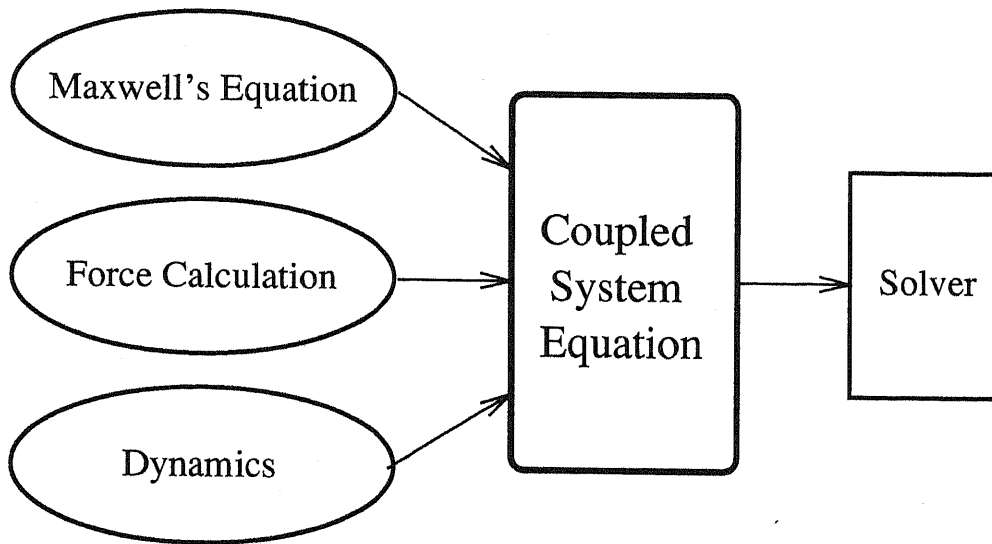 Maxwell's Equation
Force Calculation
Dynamics
Coupled
System
Equation
Solver